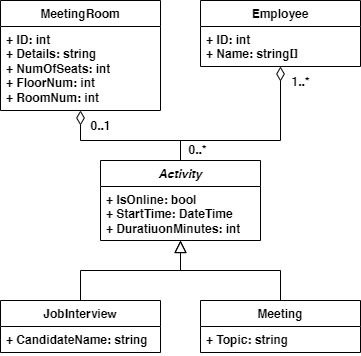 MeetingRoom
+ ID: int
+ Details: string
+ NumOfSeats: int
+ FloorNum: int
+ RoomNum: int
Employee
+ ID: int
+ Name: string[]
0..1
1..*
0..*
Activity
+ IsOnline: bool
+ StartTime: DateTime
+ DuratiuonMinutes: int
JobInterview
+ CandidateName: string
Meeting
+ Topic: string